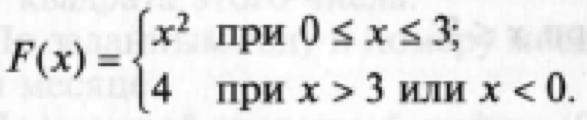 F(x) = { x² при 0 ≤ x ≤ 3;
4 при x > 3 или x < 0.